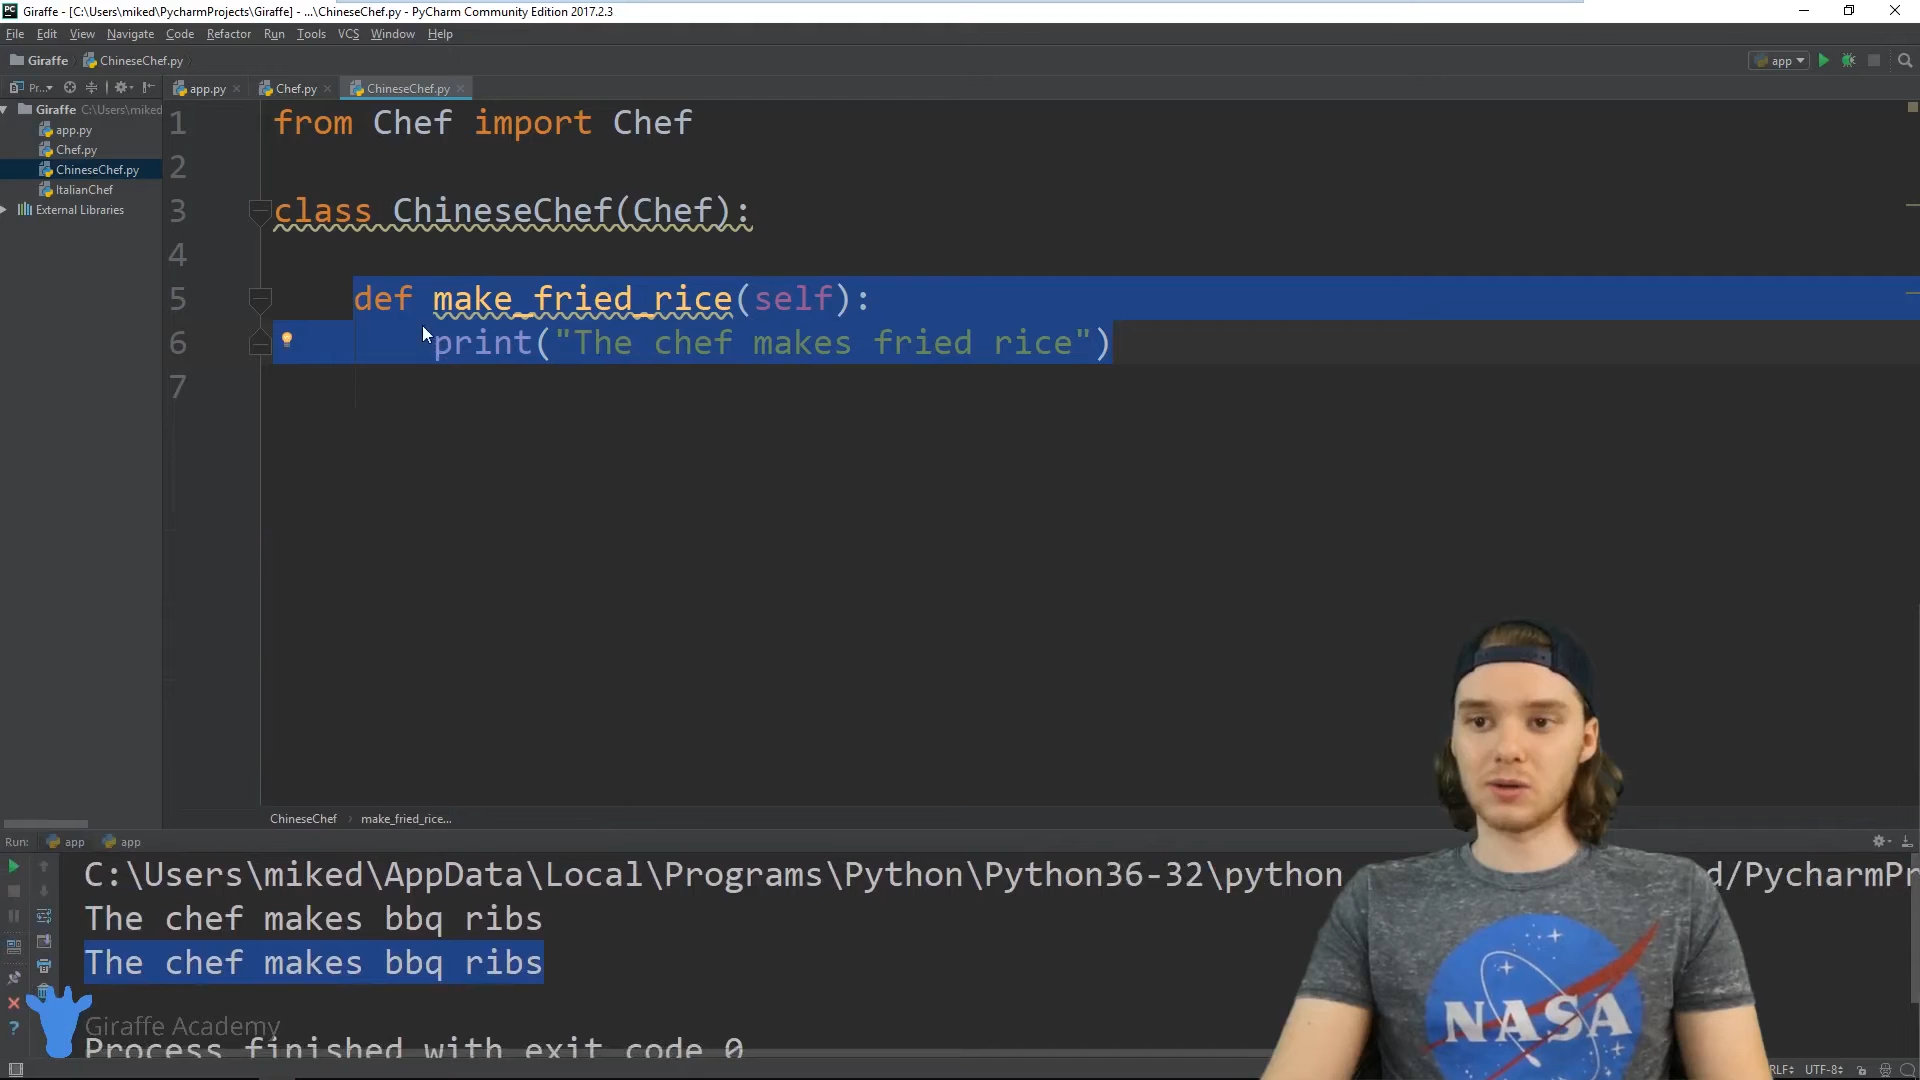 Giraffe - [C:\Users\miked\PycharmProjects\Giraffe] - ...\ChineseChef.py - PyCharm Community Edition 2017.2.3
File Edit View Navigate Code Refactor Run Tools VCS Window Help
Giraffe ChineseChef.py app
Pr... app.py Chef.py ChineseChef.py
Giraffe C:\Users\miked
app.py
Chef.py
ChineseChef.py
ItalianChef
External Libraries
1 from Chef import Chef
2
3 class ChineseChef(Chef):
4
5 def make_fried_rice(self):
6 print("The chef makes fried rice")
7
ChineseChef make_fried_rice...
Run: app app
C:\Users\miked\AppData\Local\Programs\Python\Python36-32\python d/PycharmPr
The chef makes bbq ribs
The chef makes bbq ribs
Giraffe Academy
Process finished with exit code 0
NASA
RLF UTF-8